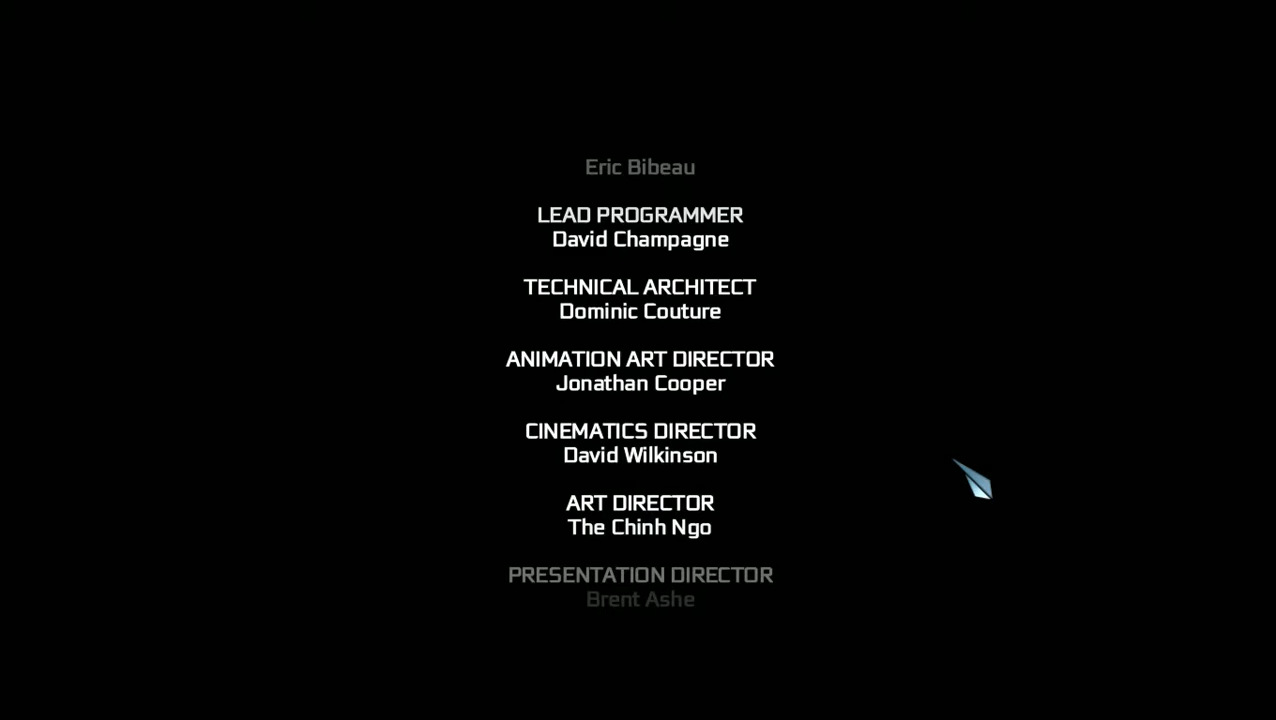 Eric Bibeau
LEAD PROGRAMMER
David Champagne
TECHNICAL ARCHITECT
Dominic Couture
ANIMATION ART DIRECTOR
Jonathan Cooper
CINEMATICS DIRECTOR
David Wilkinson
ART DIRECTOR
The Chinh Ngo
PRESENTATION DIRECTOR
Brent Ashe